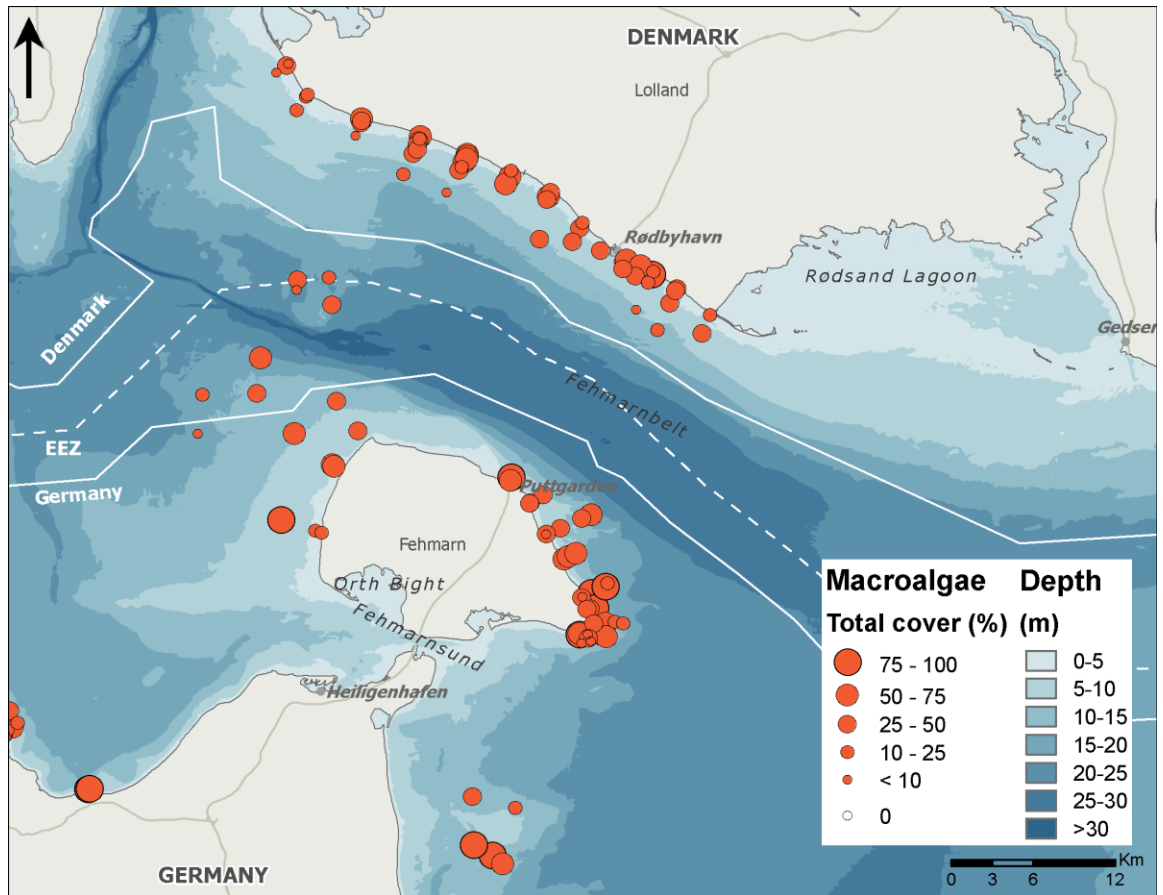 DENMARK
Lolland
Rødbyhavn
Rødsand Lagoon
Gedser
Denmark
Fehmarnbelt
EEZ
Germany
Puttgarden
Fehmarn
Orth Bight
Fehmarnsund
Heiligenhafen
GERMANY
Macroalgae Depth
Total cover (%) (m)
75 - 100 0-5
50 - 75 5-10
25 - 50 10-15
10 - 25 15-20
< 10 20-25
0 25-30
>30
Km
0 3 6 12